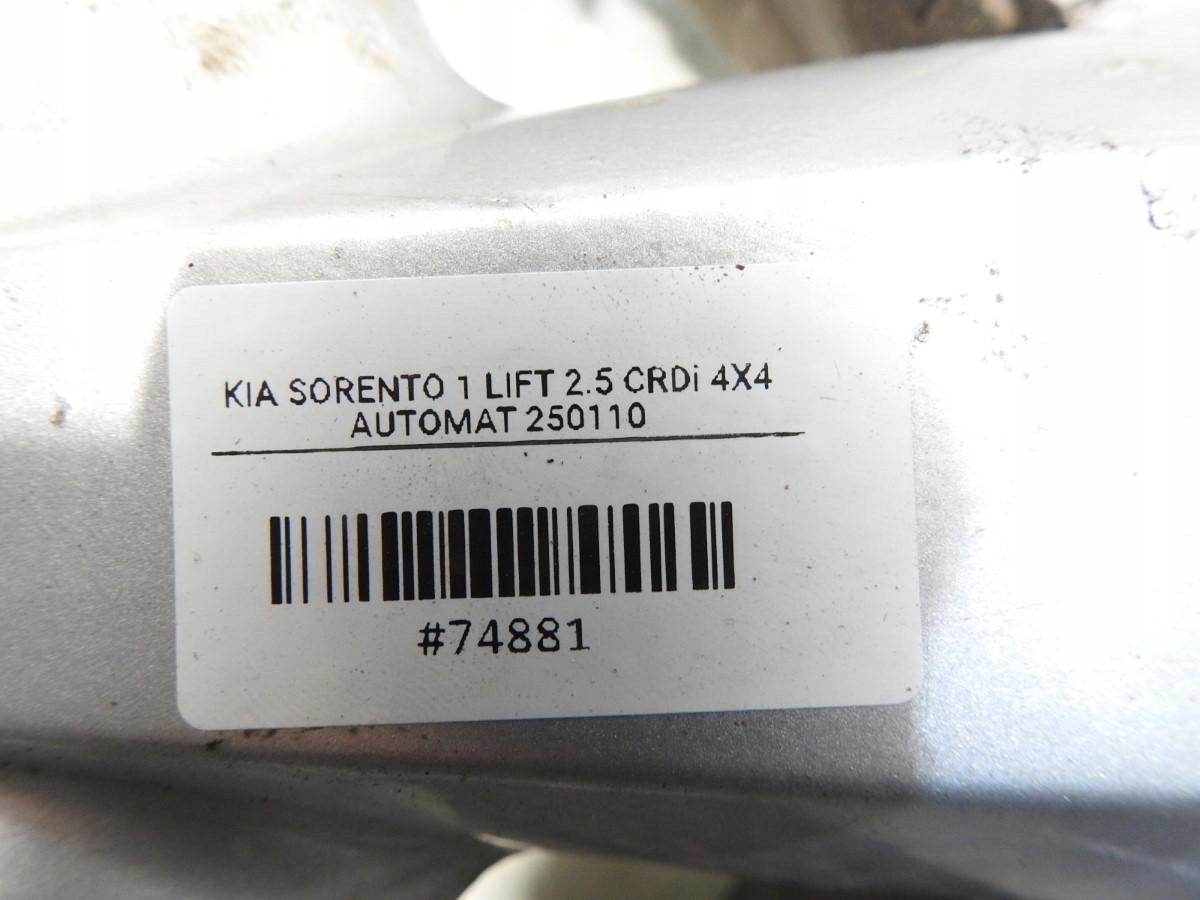 KIA SORENTO 1 LIFT 2.5 CRDi 4X4
AUTOMAT 250110
#74881